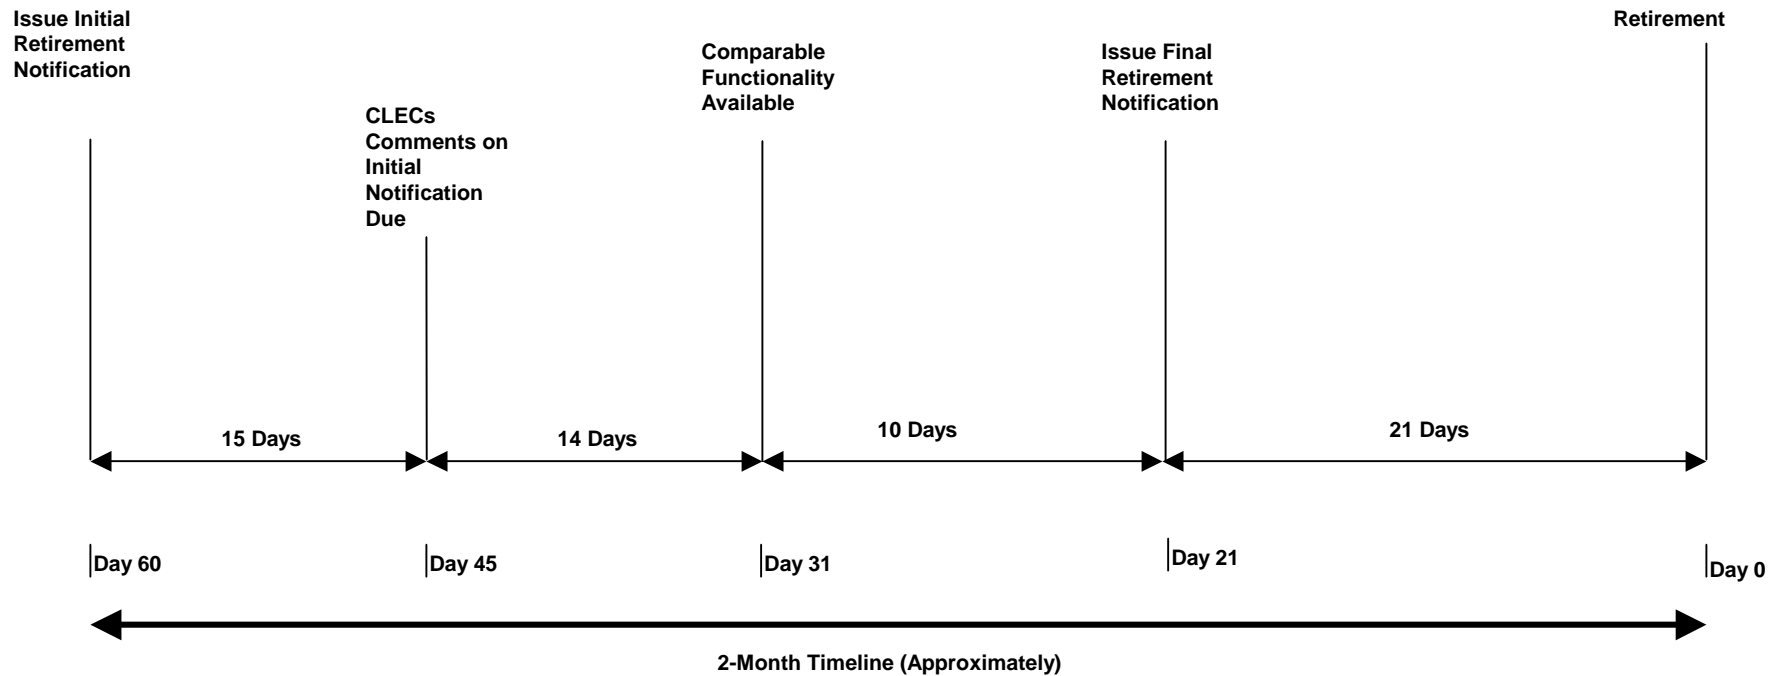 Issue Initial
Retirement
Notification
CLECs
Comments on
Initial
Notification
Due
Comparable
Functionality
Available
Issue Final
Retirement
Notification
Retirement
15 Days
14 Days
10 Days
21 Days
Day 60
Day 45
Day 31
Day 21
Day 0
2-Month Timeline (Approximately)